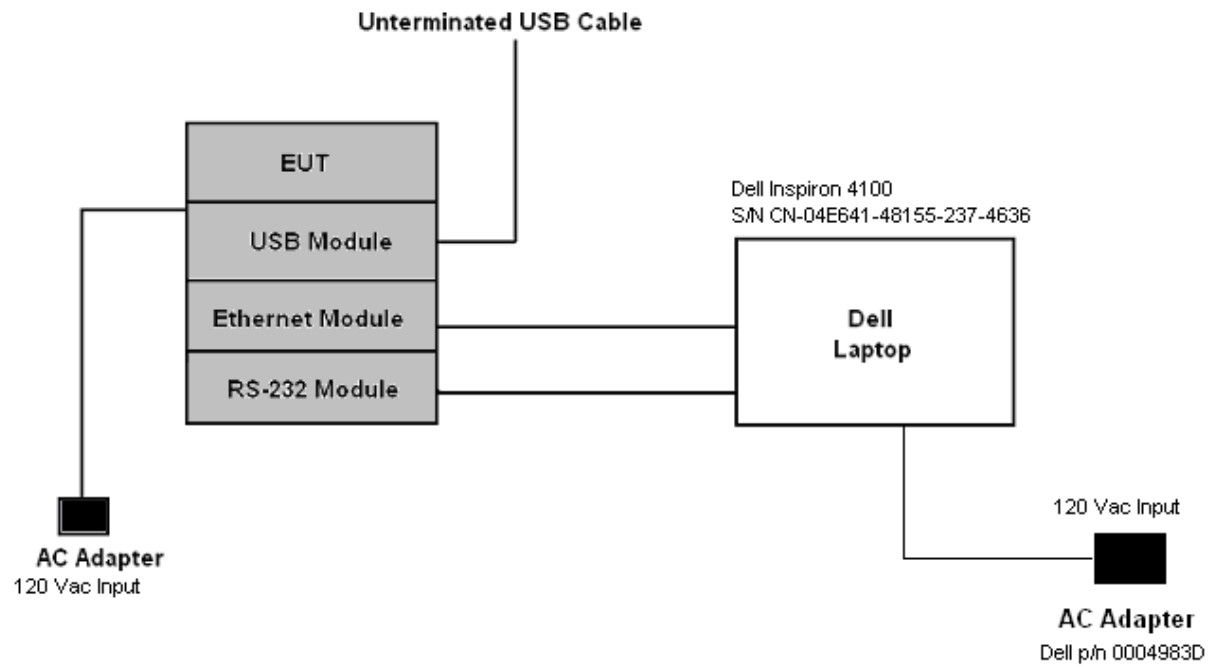 Unterminated USB Cable
EUT
USB Module
Ethernet Module
RS-232 Module
Dell Inspiron 4100
S/N CN-04E641-48155-237-4636
Dell
Laptop
AC Adapter
120 Vac Input
120 Vac Input
AC Adapter
Dell p/n 0004983D